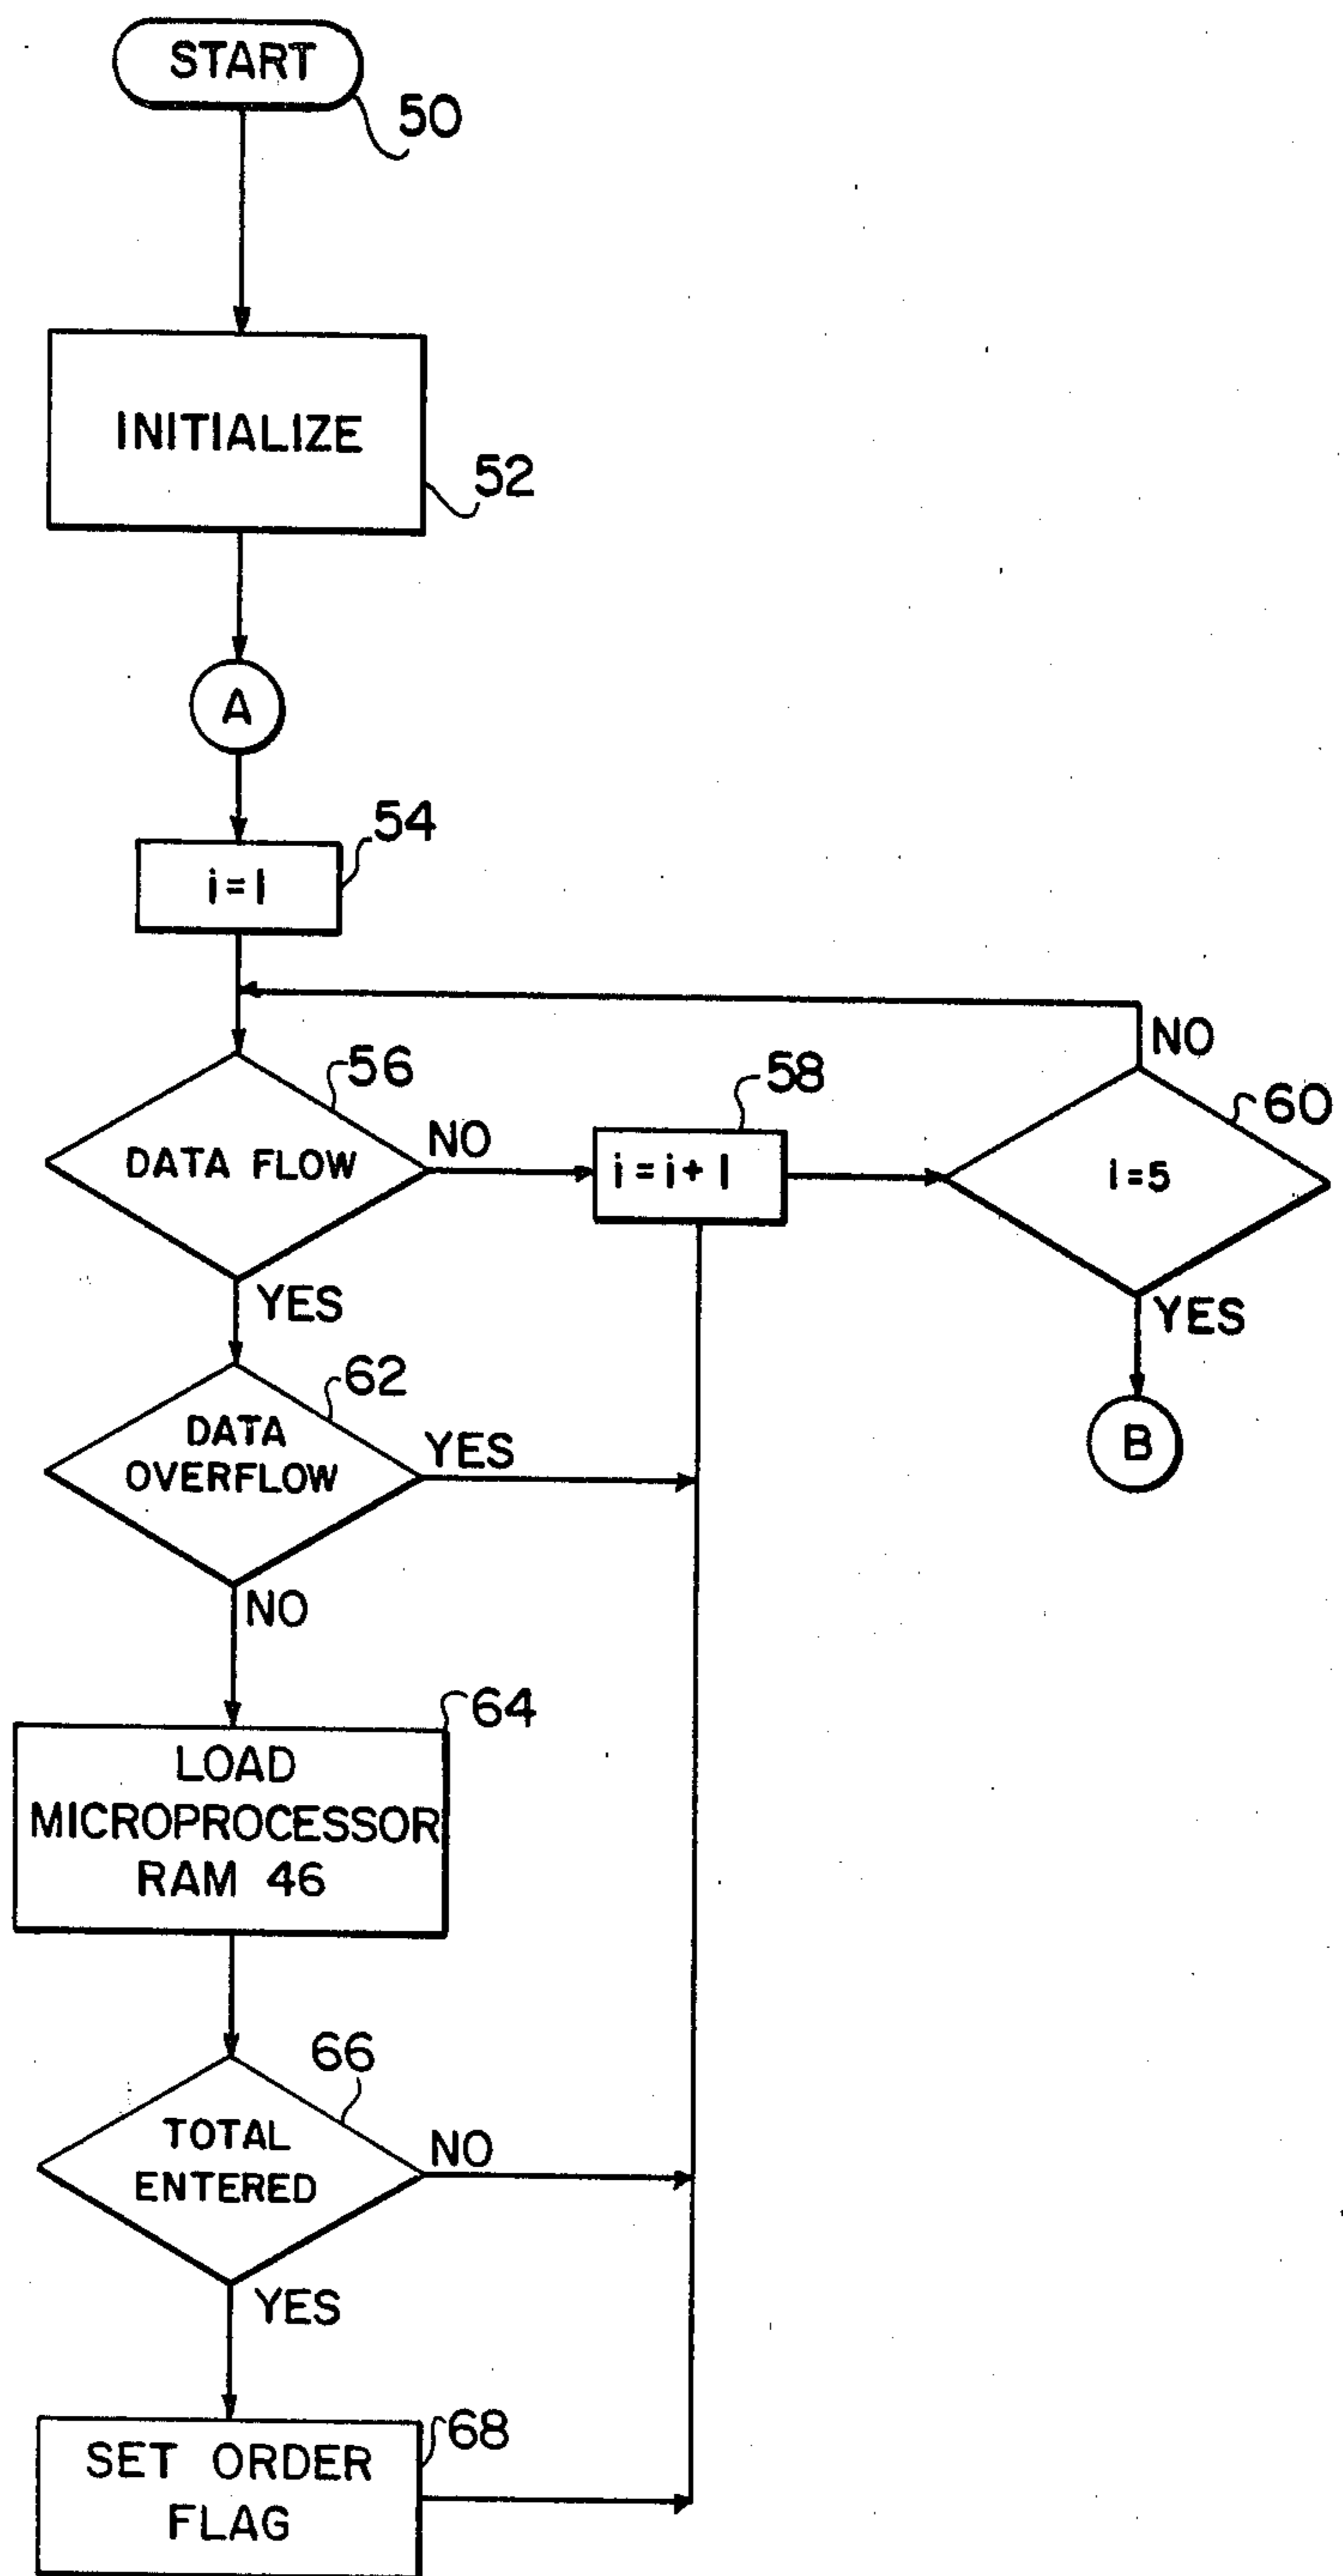 START
50
INITIALIZE
52
A
54
i=1
NO
56
58
60
DATA FLOW
NO
i=i+1
i=5
YES
YES
62
B
DATA
OVERFLOW
YES
NO
64
LOAD
MICROPROCESSOR
RAM 46
66
TOTAL
ENTERED
NO
YES
68
SET ORDER
FLAG